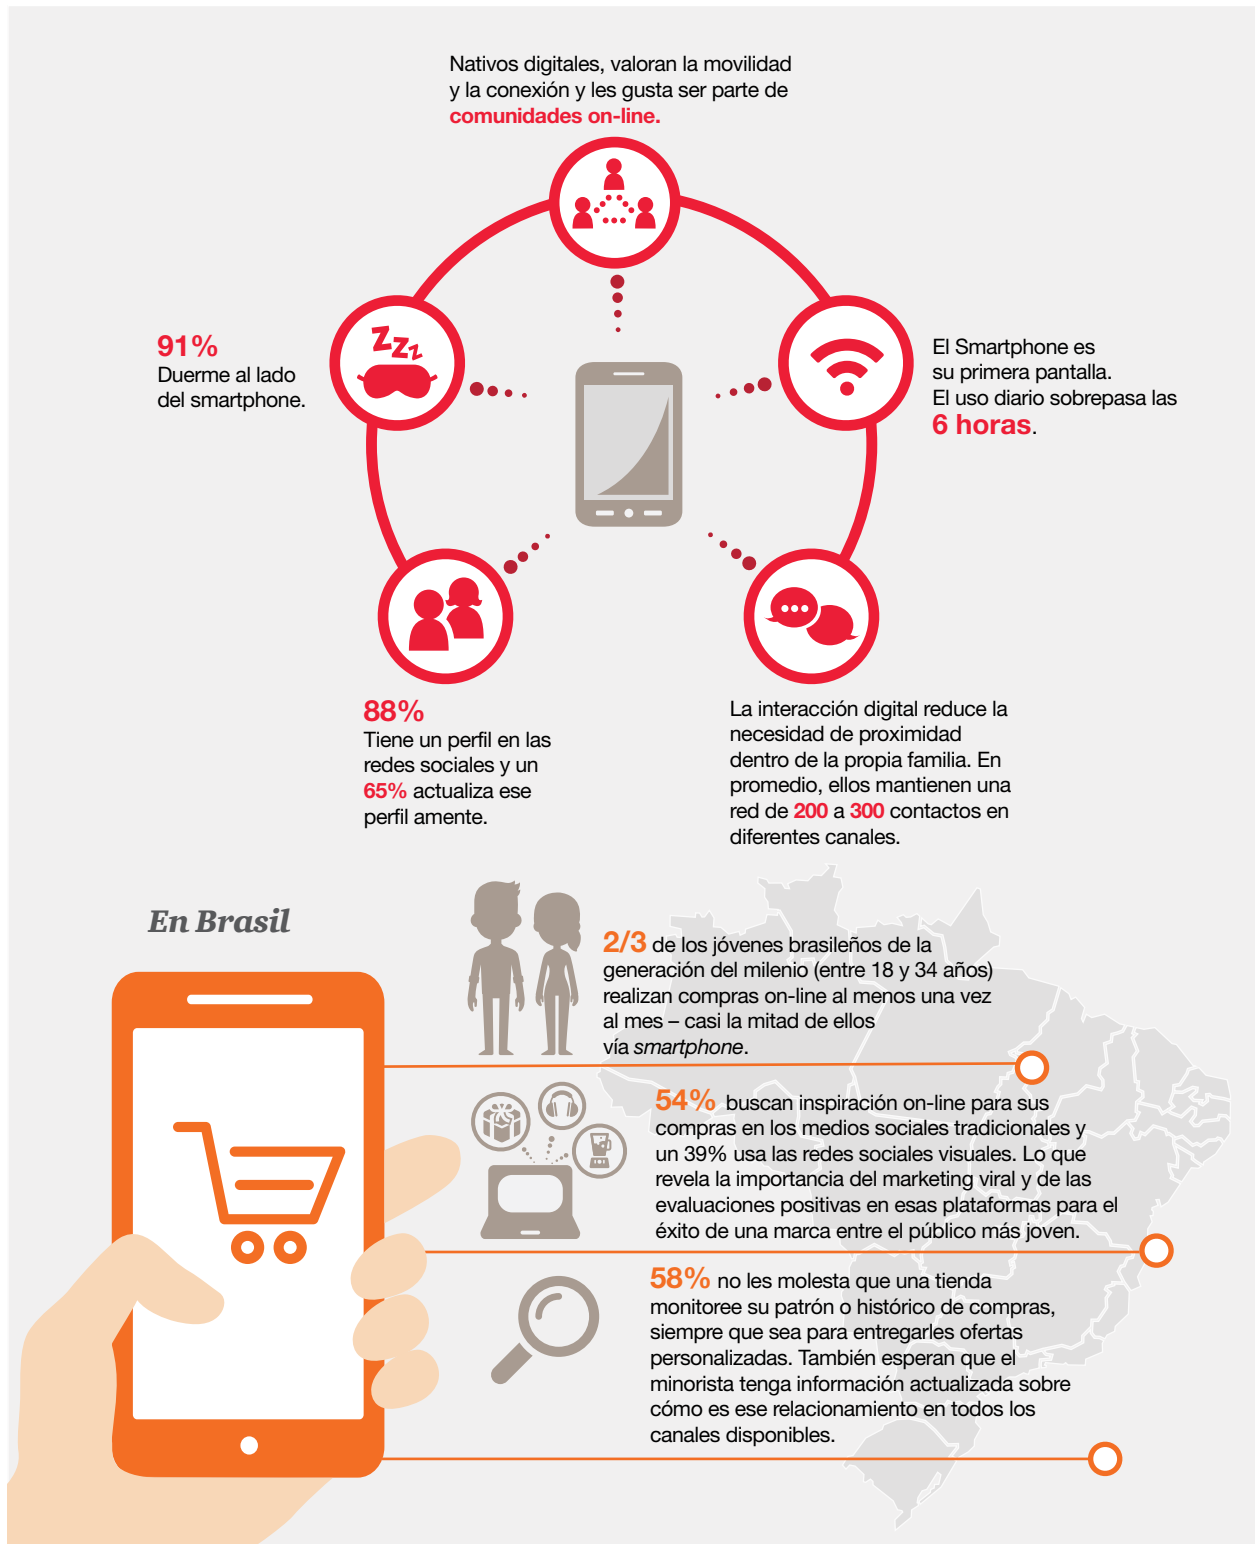 Nativos digitales, valoran la movilidad
y la conexión y les gusta ser parte de
comunidades on-line.
91%
Duerme al lado
del smartphone.
El Smartphone es
su primera pantalla.
El uso diario sobrepasa las
6 horas.
88%
Tiene un perfil en las
redes sociales y un
65% actualiza ese
perfil amente.
La interacción digital reduce la
necesidad de proximidad
dentro de la propia familia. En
promedio, ellos mantienen una
red de 200 a 300 contactos en
diferentes canales.
En Brasil
2/3 de los jóvenes brasileños de la
generación del milenio (entre 18 y 34 años)
realizan compras on-line al menos una vez
al mes – casi la mitad de ellos
vía smartphone.
54% buscan inspiración on-line para sus
compras en los medios sociales tradicionales y
un 39% usa las redes sociales visuales. Lo que
revela la importancia del marketing viral y de las
evaluaciones positivas en esas plataformas para el
éxito de una marca entre el público más joven.
58% no les molesta que una tienda
monitoree su patrón o histórico de compras,
siempre que sea para entregarles ofertas
personalizadas. También esperan que el
minorista tenga información actualizada sobre
cómo es ese relacionamiento en todos los
canales disponibles.